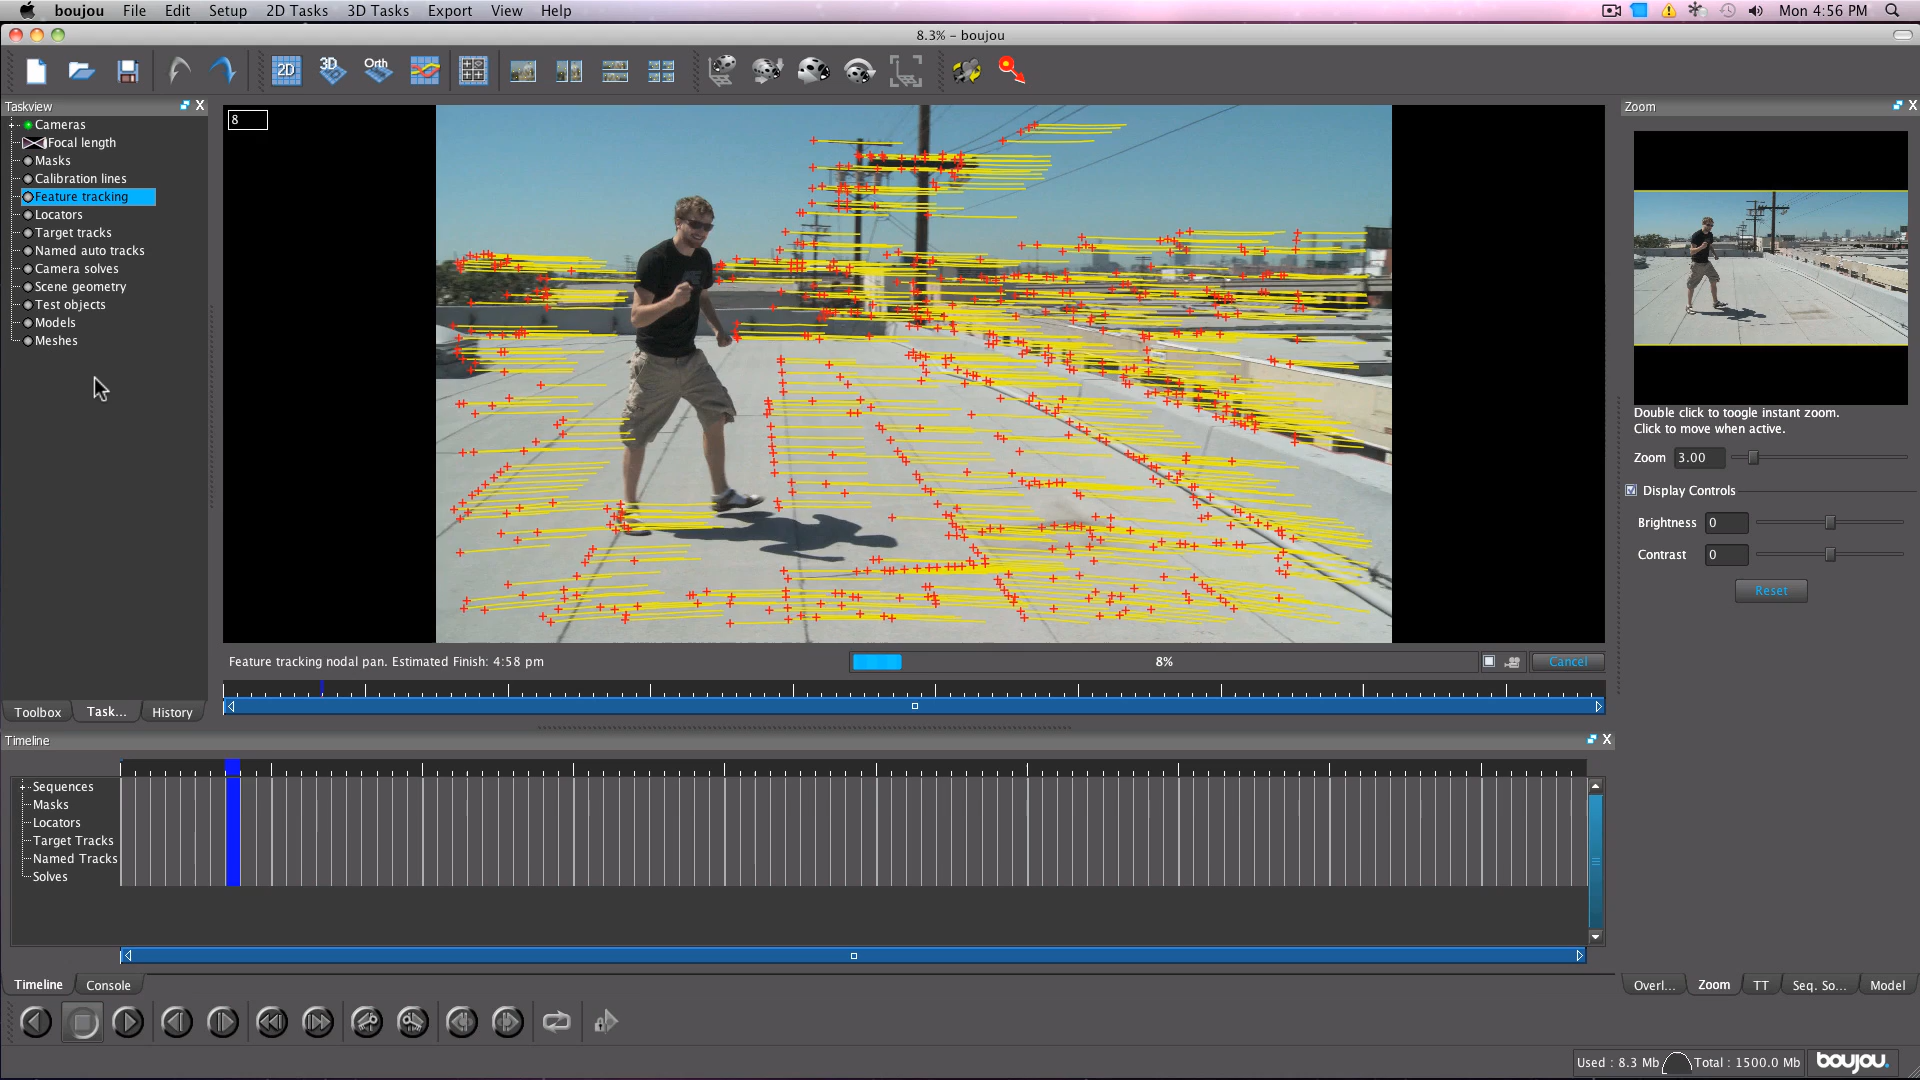 boujou File Edit Setup 2D Tasks 3D Tasks Export View Help Mon 4:56 PM
8.3% - boujou
2D 3D Orth
Taskview
Cameras
Focal length
Masks
Calibration lines
Feature tracking
Locators
Target tracks
Named auto tracks
Camera solves
Scene geometry
Test objects
Models
Meshes
Toolbox Task... History
8
Feature tracking nodal pan. Estimated Finish: 4:58 pm 8% Cancel
Zoom
Double click to toogle instant zoom.
Click to move when active.
Zoom 3.00
Display Controls
Brightness 0
Contrast 0
Reset
Timeline
Sequences
Masks
Locators
Target Tracks
Named Tracks
Solves
Timeline Console
Overl... Zoom TT Seq. So... Model
Used : 8.3 Mb Total : 1500.0 Mb boujou.